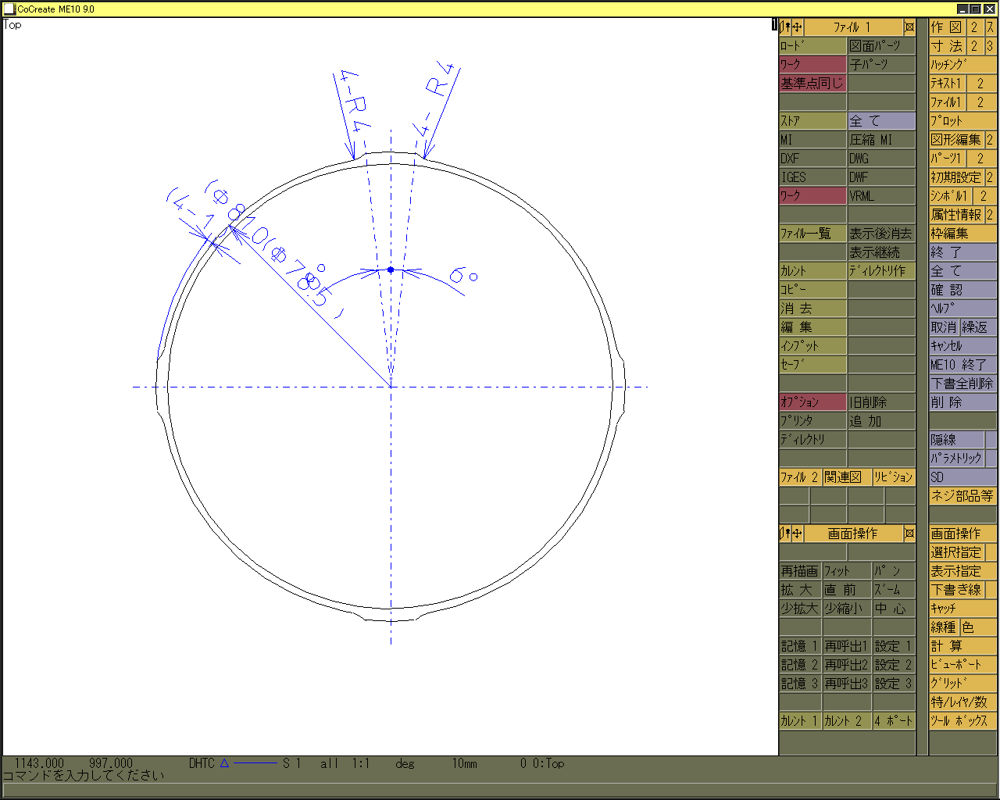 CoCreate ME10 9.0
Top
1
4-R4
4-R4
(4-1
(Φ810(Φ78.5)
6°
ファイル 1
ロード 図面パーツ
ワーク 子パーツ
基準点同じ
ストア 全 て
MI 圧縮 MI
DXF DWG
IGES DWF
ワーク VRML
ファイル一覧 表示後消去
表示継続
カレント ディレクトリ作
コピー
消 去
編 集
インプット
セーブ
オプション 旧削除
プリンタ 追 加
ディレクトリ
ファイル 2 関連図 リビジョン
画面操作
再描画 フィット パ ン
拡 大 直 前 ズーム
少拡大 少縮小 中 心
記憶 1 再呼出1 設定 1
記憶 2 再呼出2 設定 2
記憶 3 再呼出3 設定 3
カレント 1 カレント 2 4 ポート
作 図 2 ス
寸 法 2 3
ハッチング
テキスト1 2
ファイル1 2
プロット
図形編集 2
パーツ1 2
初期設定 2
シンボル1 2
属性情報 2
枠編集
終 了
全 て
確 認
ヘルプ
取消 繰返
キャンセル
ME10 終了
下書全削除
削 除
隠線
パラメトリック
SD
ネジ部品等
画面操作
選択指定
表示指定
下書き線
キャッチ
線種 色
計 算
ビューポート
グリッド
特/レイヤ/数
ツール ボックス
1143.000 997.000 DHTC S 1 all 1:1 deg 10mm 0 0:Top
コマンドを入力してください